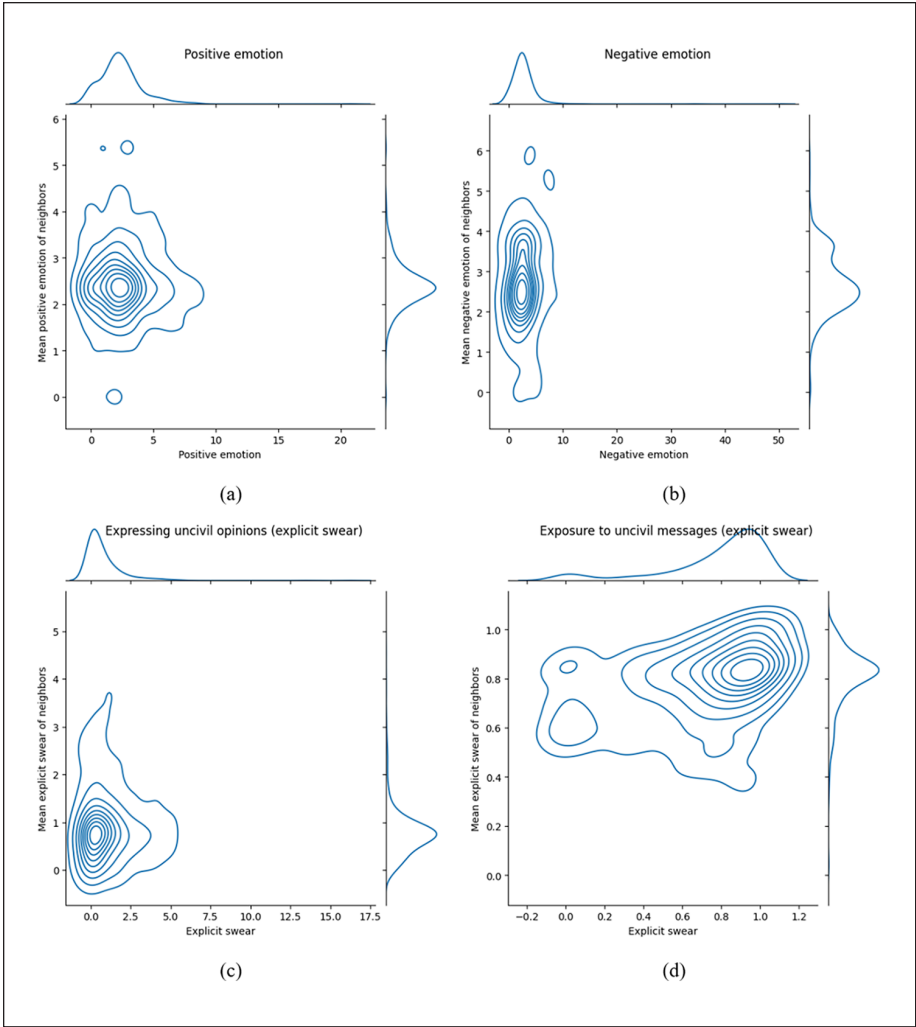 Positive emotion
Mean positive emotion of neighbors
6
5
4
3
2
1
0
0 5 10 15 20
Positive emotion
(a)
Negative emotion
Mean negative emotion of neighbors
6
5
4
3
2
1
0
0 10 20 30 40 50
Negative emotion
(b)
Expressing uncivil opinions (explicit swear)
Mean explicit swear of neighbors
5
4
3
2
1
0
0.0 2.5 5.0 7.5 10.0 12.5 15.0 17.5
Explicit swear
(c)
Exposure to uncivil messages (explicit swear)
Mean explicit swear of neighbors
1.0
0.8
0.6
0.4
0.2
0.0
−0.2 0.0 0.2 0.4 0.6 0.8 1.0 1.2
Explicit swear
(d)